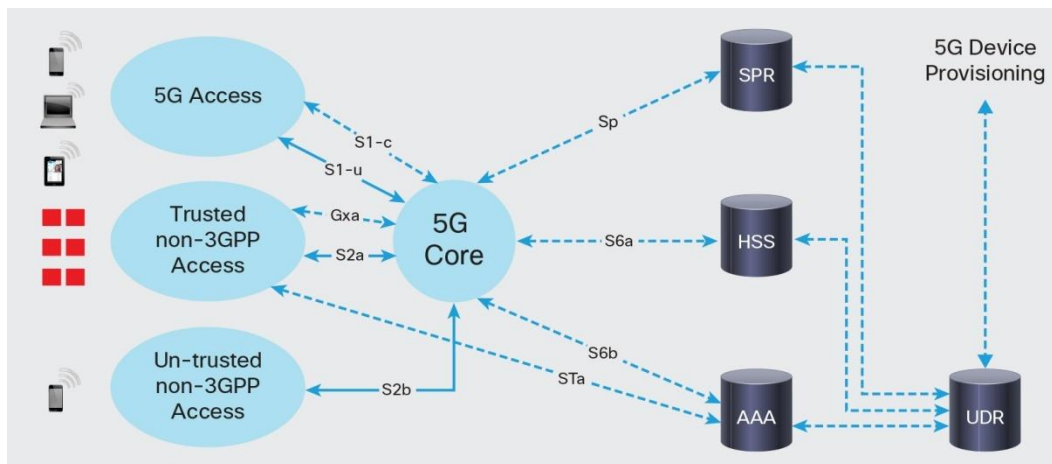 5G Access
Trusted
non-3GPP
Access
Un-trusted
non-3GPP
Access
S1-c
S1-u
Gxa
S2a
S2b
5G
Core
Sp
S6a
S6b
STa
SPR
HSS
AAA
5G Device
Provisioning
UDR